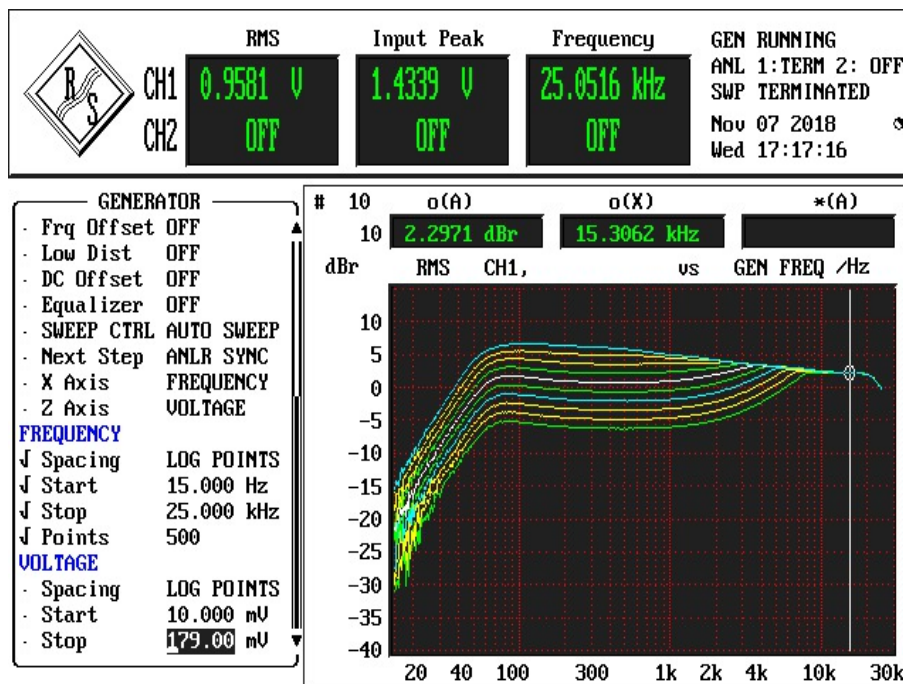 RMS Input Peak Frequency GEN RUNNING
R S CH1 0.9581 V 1.4339 V 25.0516 kHz ANL 1:TERM 2: OFF
SWP TERMINATED
CH2 OFF OFF OFF Nov 07 2018
Wed 17:17:16
GENERATOR
· Frq Offset OFF
· Low Dist OFF
· DC Offset OFF
· Equalizer OFF
· SWEEP CTRL AUTO SWEEP
· Next Step ANLR SYNC
· X Axis FREQUENCY
· Z Axis VOLTAGE
FREQUENCY
√ Spacing LOG POINTS
√ Start 15.000 Hz
√ Stop 25.000 kHz
√ Points 500
VOLTAGE
· Spacing LOG POINTS
· Start 10.000 mV
· Stop 179.00 mV
# 10 o(A) o(X) *(A)
10 2.2971 dBr 15.3062 kHz
dBr RMS CH1, vs GEN FREQ /Hz
10
5
0
−5
−10
−15
−20
−25
−30
−35
−40
20 40 100 300 1k 2k 4k 10k 30k